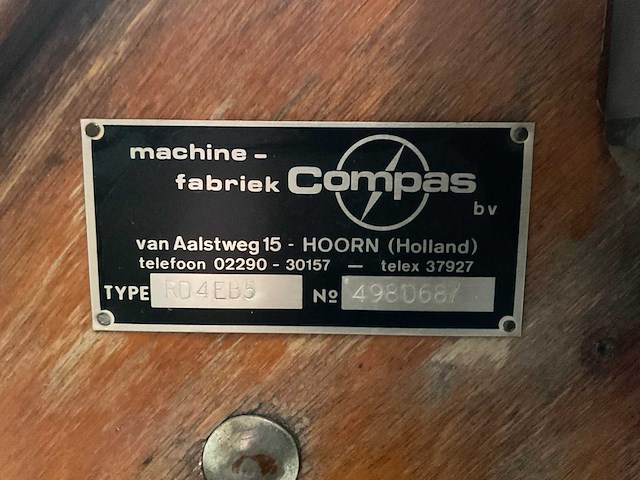 machine -
fabriek Compas
bv
van Aalstweg 15 - HOORN (Holland)
telefoon 02290 - 30157 — telex 37927
TYPE RD4EB5 No 4980687